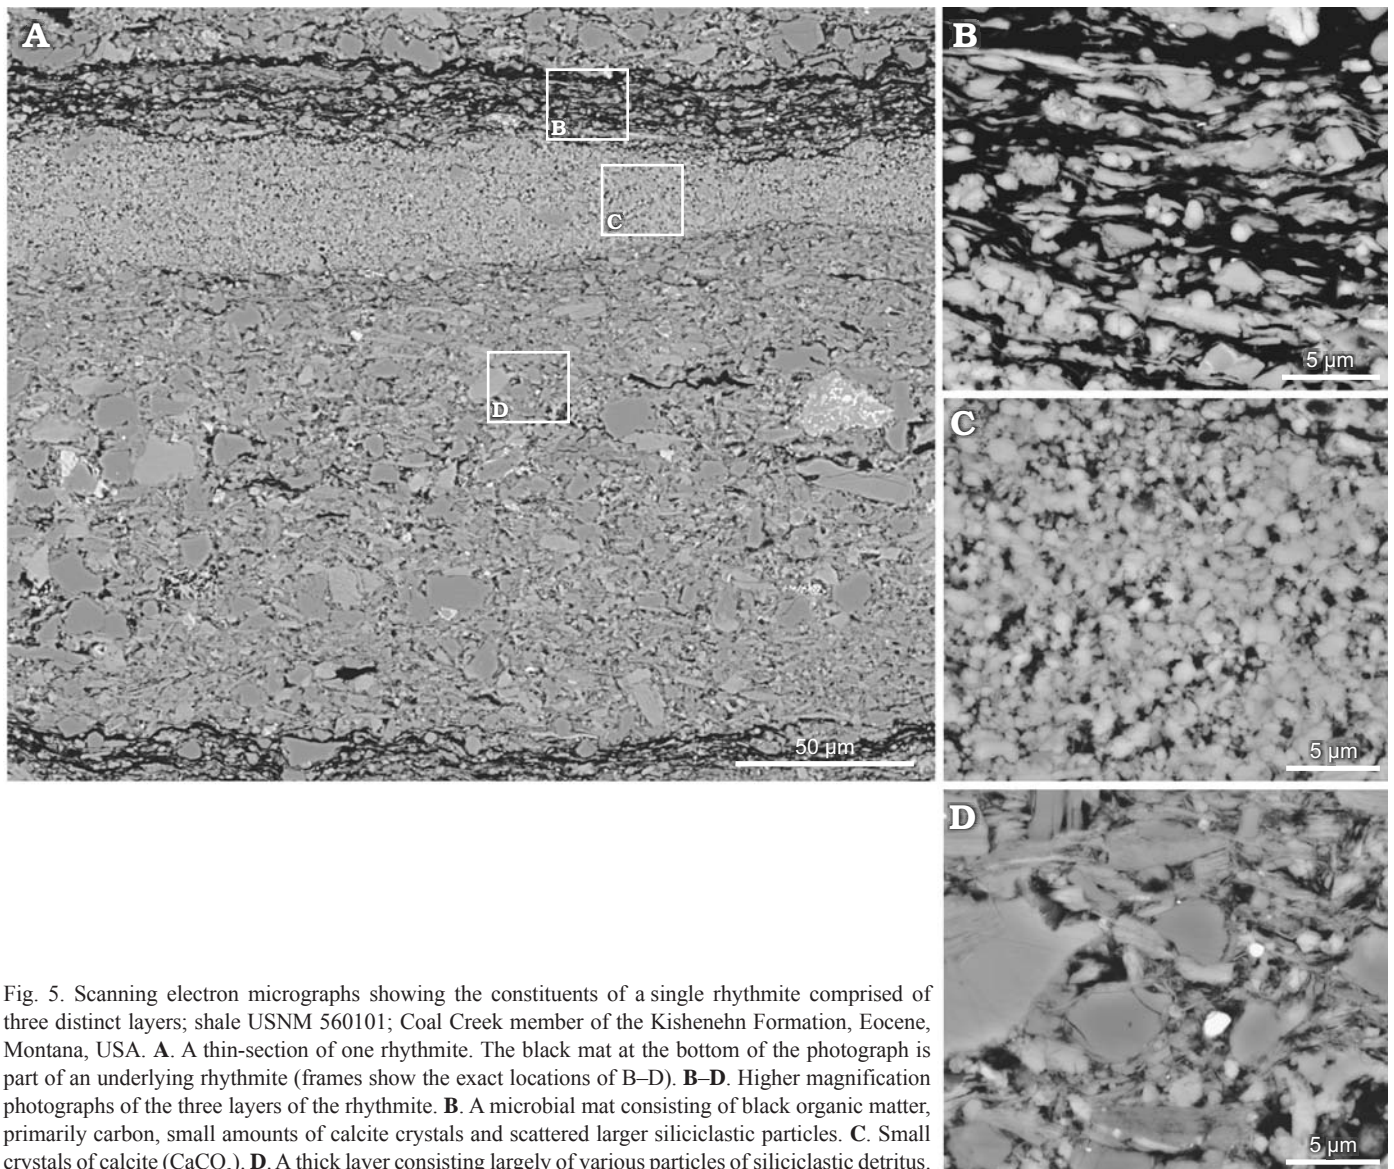 A
B
C
D
50 µm
B
5 µm
C
5 µm
D
5 µm
Fig. 5. Scanning electron micrographs showing the constituents of a single rhythmite comprised of
three distinct layers; shale USNM 560101; Coal Creek member of the Kishenehn Formation, Eocene,
Montana, USA. A. A thin-section of one rhythmite. The black mat at the bottom of the photograph is
part of an underlying rhythmite (frames show the exact locations of B–D). B–D. Higher magnification
photographs of the three layers of the rhythmite. B. A microbial mat consisting of black organic matter,
primarily carbon, small amounts of calcite crystals and scattered larger siliciclastic particles. C. Small
crystals of calcite (CaCO₃). D. A thick layer consisting largely of various particles of siliciclastic detritus.